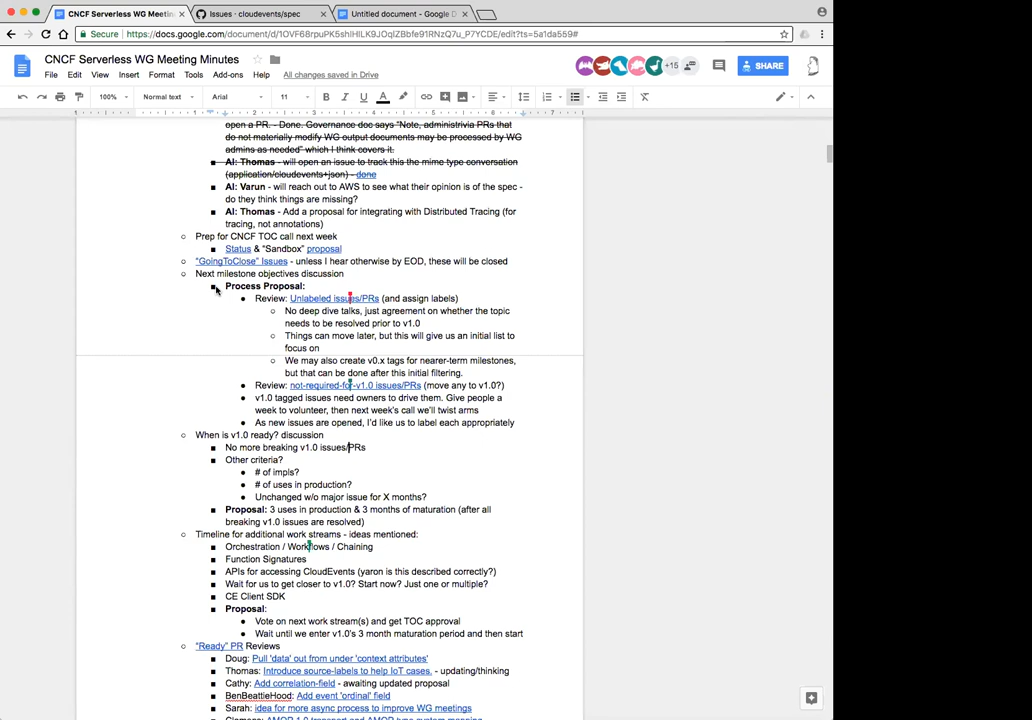 CNCF Serverless WG Meetin
Issues · cloudevents/spec
Untitled document - Google D
Secure
https://docs.google.com/document/d/1OVF68rpuPK5shIHILK9JOqlZBbfe91RNzQ7u_P7YCDE/edit?ts=5a1da559#
CNCF Serverless WG Meeting Minutes
File Edit View Insert Format Tools Add-ons Help All changes saved in Drive
+15
SHARE
100% Normal text Arial 11
open a PR. - Done. Governance doc says "Note, administrivia PRs that
do not materially modify WG output documents may be processed by WG
admins as needed" which I think covers it.
AI: Thomas - will open an issue to track this the mime type conversation
(application/cloudevents+json) - done
AI: Varun - will reach out to AWS to see what their opinion is of the spec -
do they think things are missing?
AI: Thomas - Add a proposal for integrating with Distributed Tracing (for
tracing, not annotations)
Prep for CNCF TOC call next week
Status & "Sandbox" proposal
"GoingToClose" Issues - unless I hear otherwise by EOD, these will be closed
Next milestone objectives discussion
Process Proposal:
Review: Unlabeled issues/PRs (and assign labels)
No deep dive talks, just agreement on whether the topic
needs to be resolved prior to v1.0
Things can move later, but this will give us an initial list to
focus on
We may also create v0.x tags for nearer-term milestones,
but that can be done after this initial filtering.
Review: not-required-for-v1.0 issues/PRs (move any to v1.0?)
v1.0 tagged issues need owners to drive them. Give people a
week to volunteer, then next week's call we'll twist arms
As new issues are opened, I'd like us to label each appropriately
When is v1.0 ready? discussion
No more breaking v1.0 issues/PRs
Other criteria?
# of impls?
# of uses in production?
Unchanged w/o major issue for X months?
Proposal: 3 uses in production & 3 months of maturation (after all
breaking v1.0 issues are resolved)
Timeline for additional work streams - ideas mentioned:
Orchestration / Workflows / Chaining
Function Signatures
APIs for accessing CloudEvents (yaron is this described correctly?)
Wait for us to get closer to v1.0? Start now? Just one or multiple?
CE Client SDK
Proposal:
Vote on next work stream(s) and get TOC approval
Wait until we enter v1.0's 3 month maturation period and then start
"Ready" PR Reviews
Doug: Pull 'data' out from under 'context attributes'
Thomas: Introduce source-labels to help IoT cases. - updating/thinking
Cathy: Add correlation-field - awaiting updated proposal
BenBeattieHood: Add event 'ordinal' field
Sarah: idea for more async process to improve WG meetings